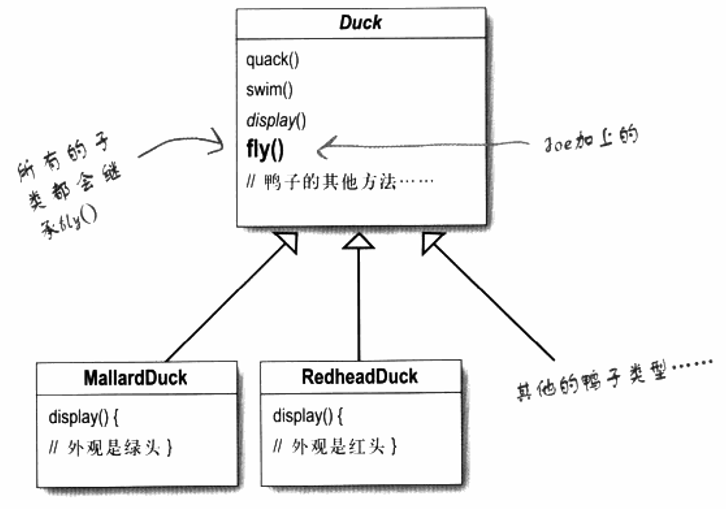 Duck
quack()
swim()
display()
fly()
// 鸭子的其他方法……
所有的子
类都会继
承fly()
Joe加上的
MallardDuck
display() {
// 外观是绿头 }
RedheadDuck
display() {
// 外观是红头 }
其他的鸭子类型……